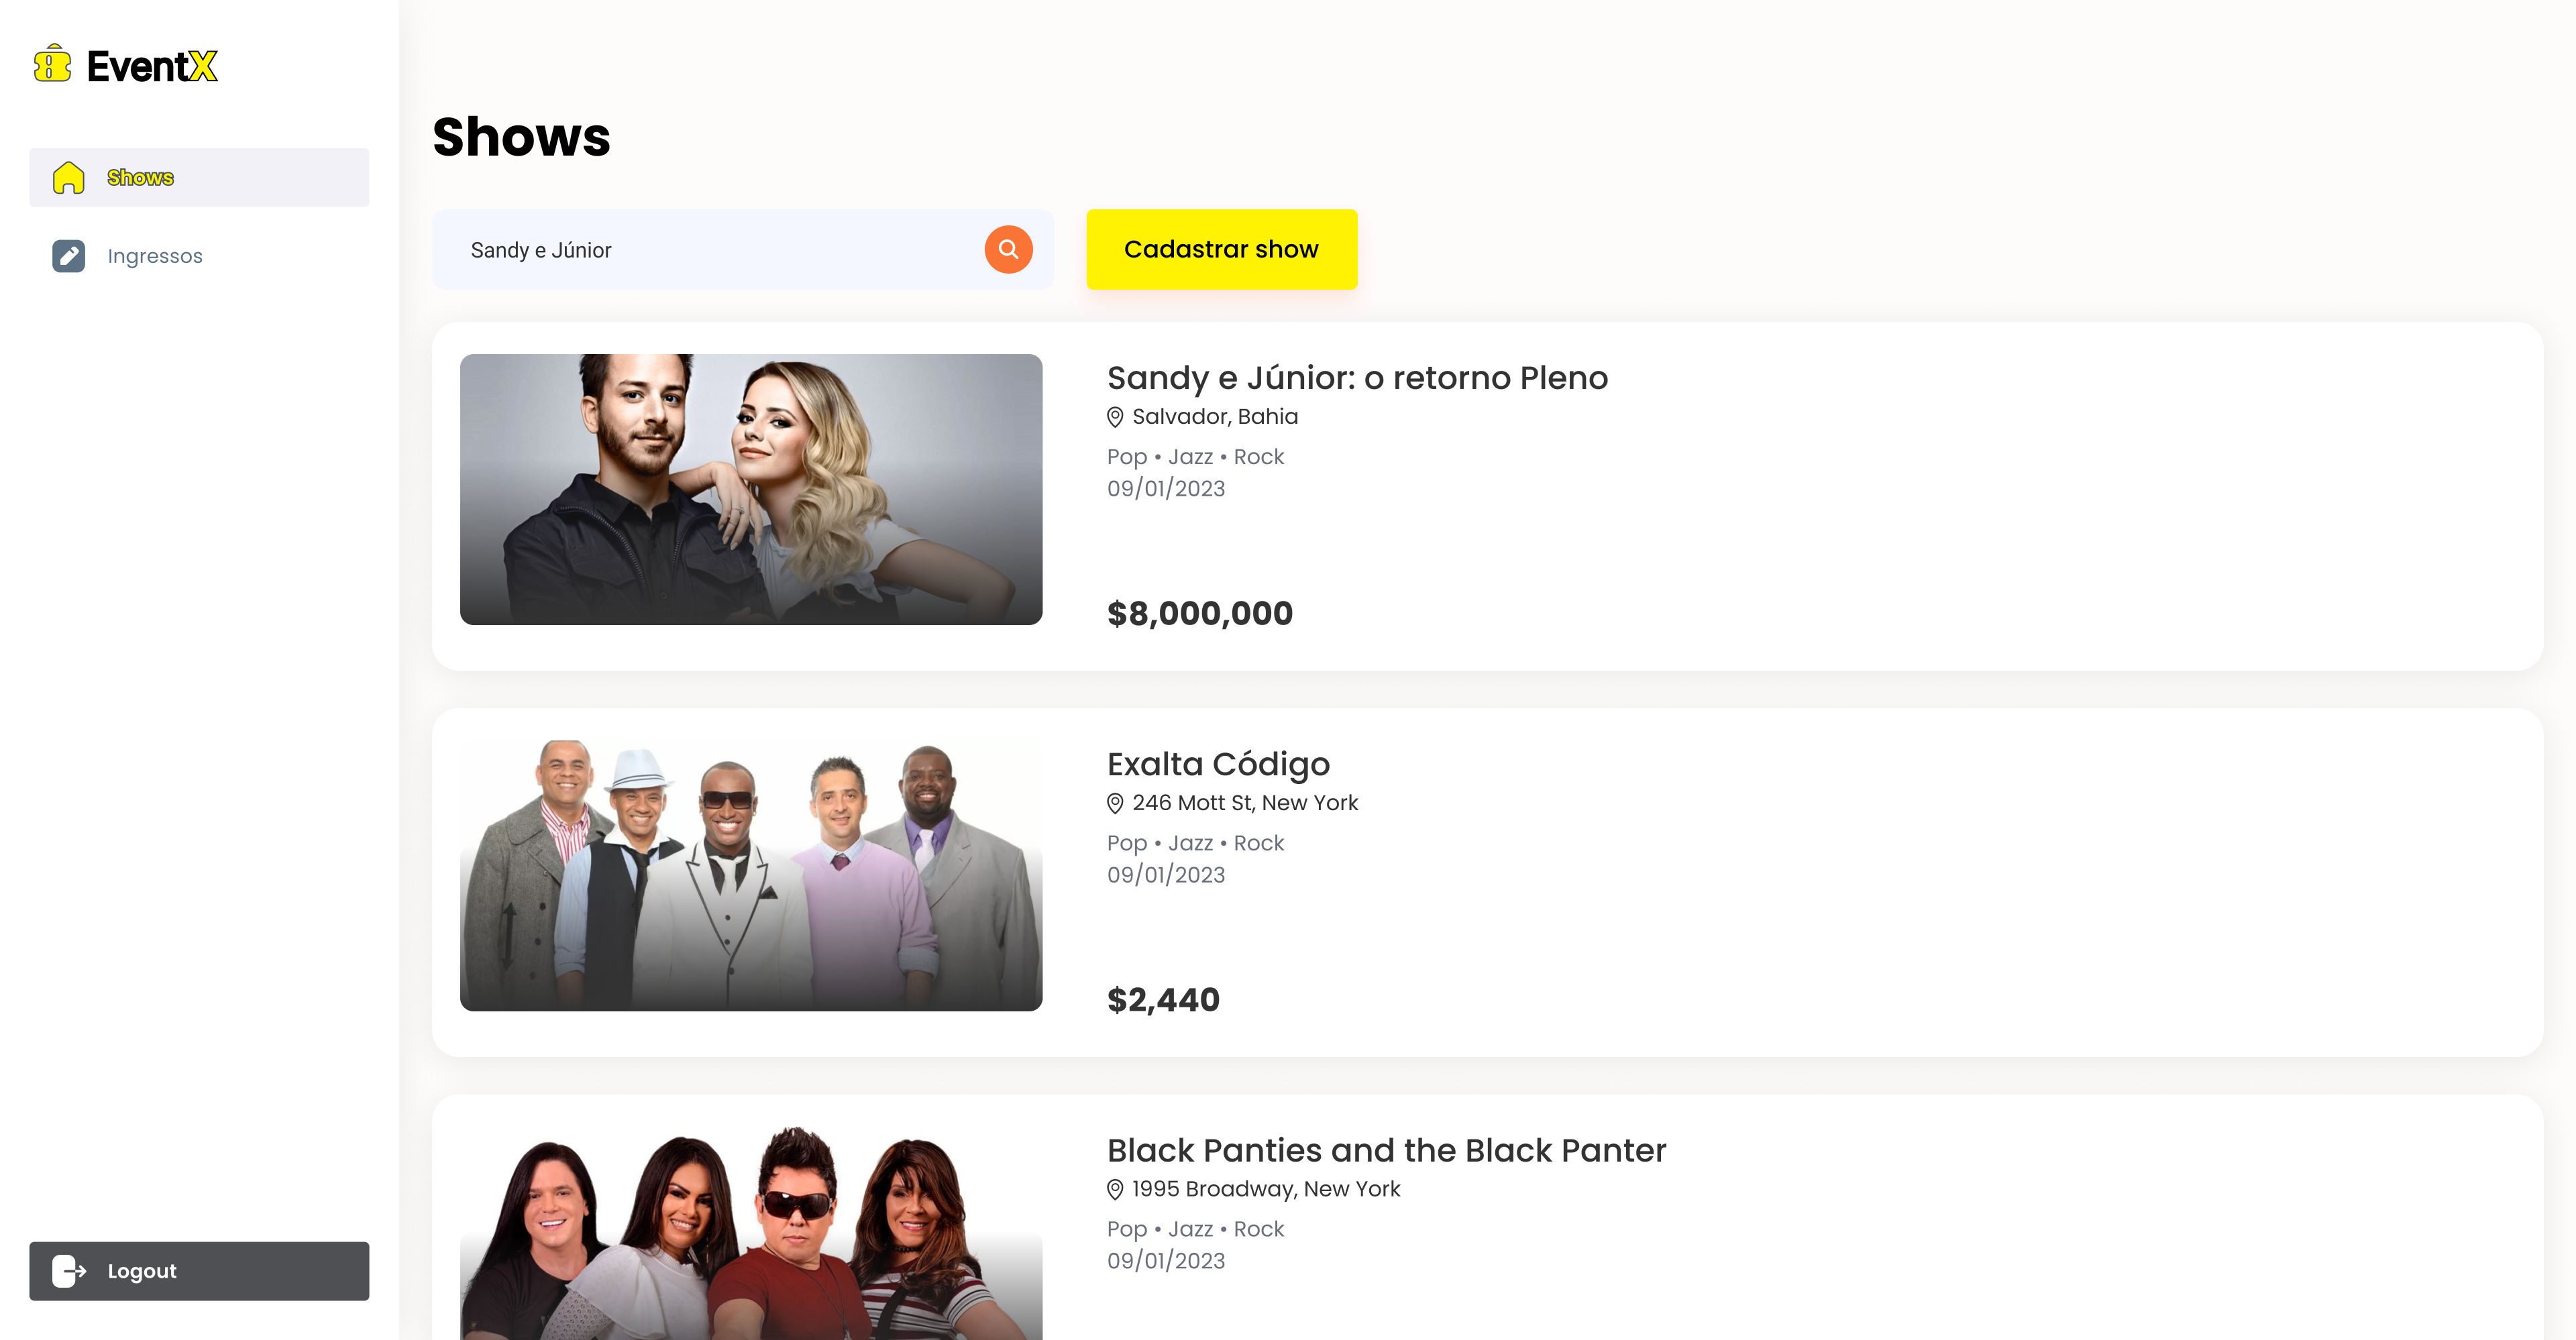 EventX
Shows
Ingressos
Logout
Shows
Sandy e Júnior
Cadastrar show
Sandy e Júnior: o retorno Pleno
Salvador, Bahia
Pop • Jazz • Rock
09/01/2023
$8,000,000
Exalta Código
246 Mott St, New York
Pop • Jazz • Rock
09/01/2023
$2,440
Black Panties and the Black Panter
1995 Broadway, New York
Pop • Jazz • Rock
09/01/2023